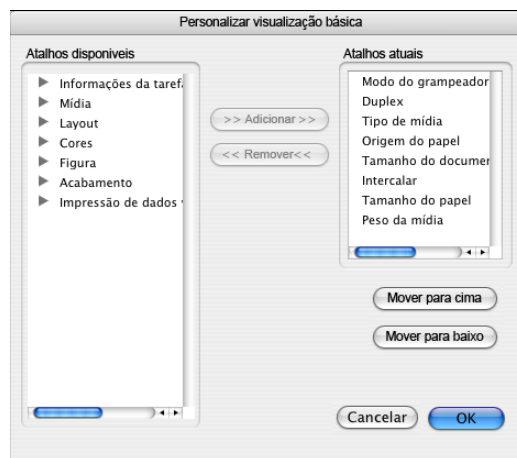 Personalizar visualização básica
Atalhos disponiveis
Informações da taref
Mídia
Layout
Cores
Figura
Acabamento
Impressão de dados
>> Adicionar >>
<< Remover<<
Atalhos atuais
Modo do grampeador
Duplex
Tipo de mídia
Origem do papel
Tamanho do documen
Intercalar
Tamanho do papel
Peso da mídia
Mover para cima
Mover para baixo
Cancelar
OK